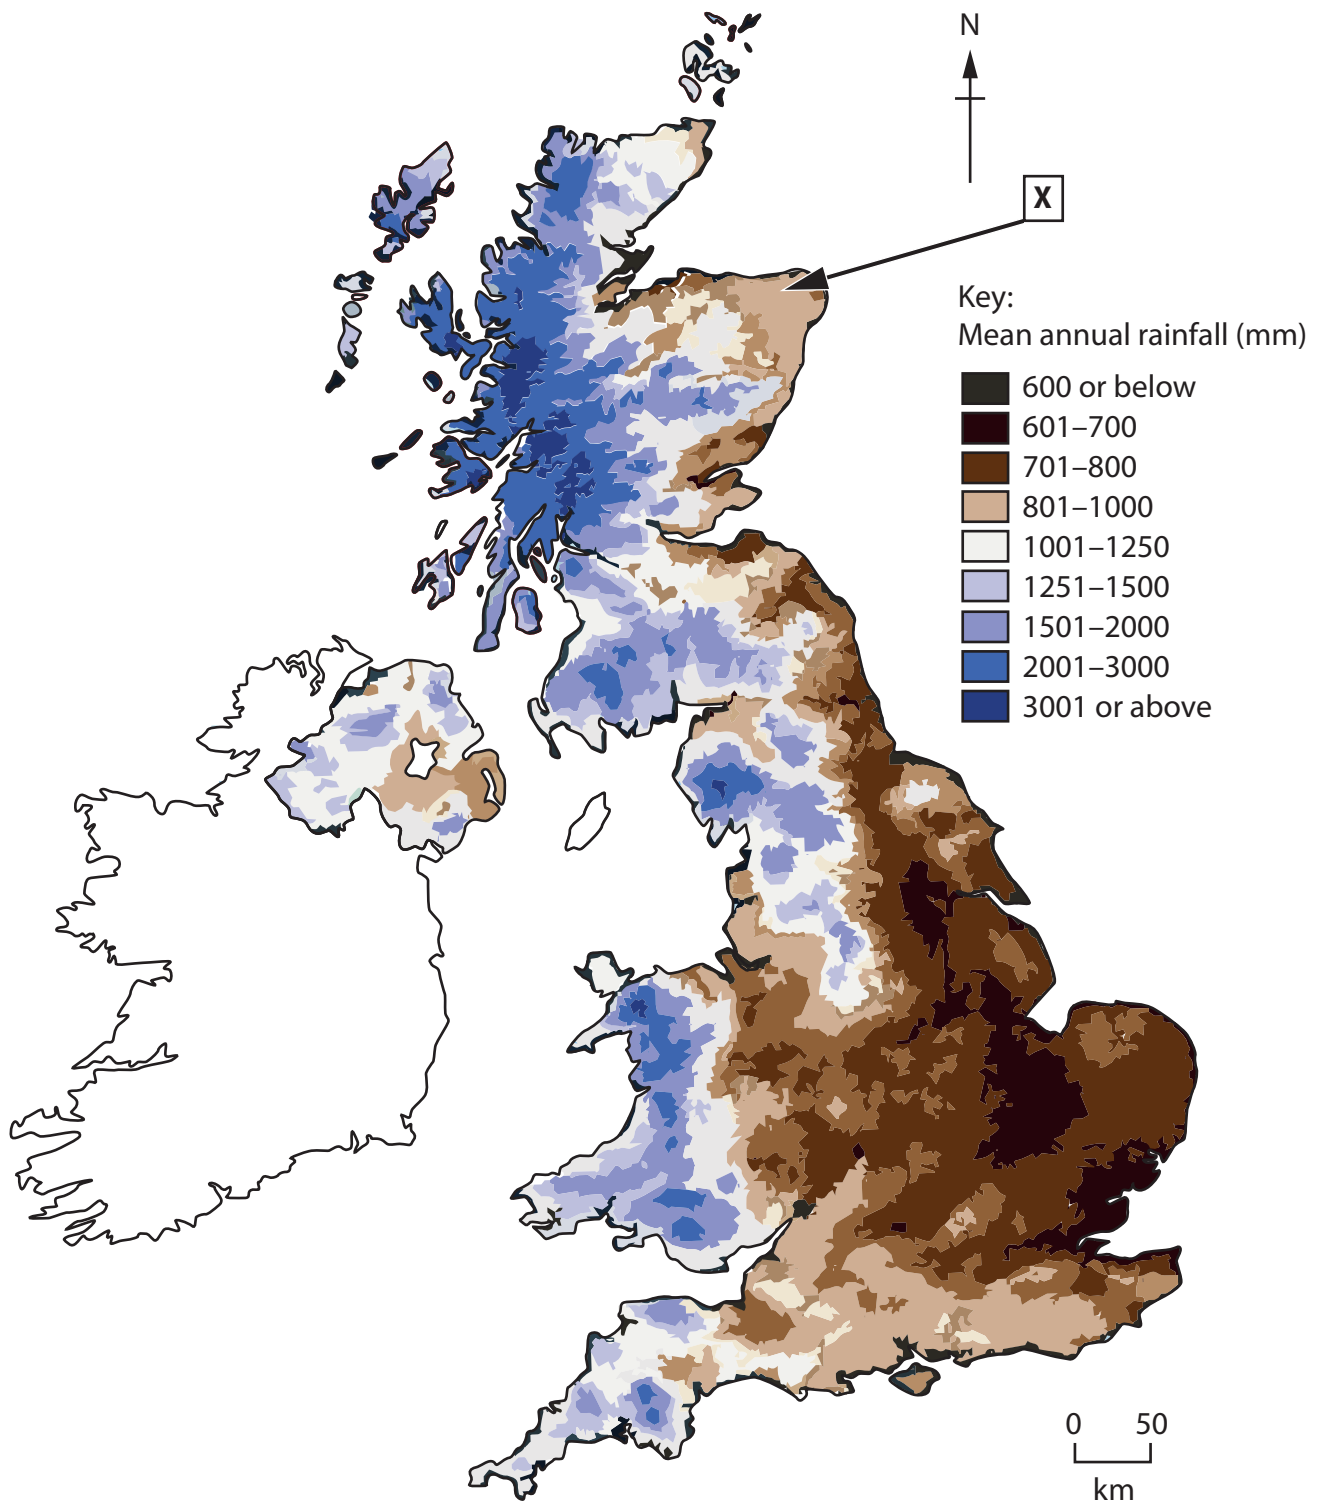 N
X
Key:
Mean annual rainfall (mm)
600 or below
601–700
701–800
801–1000
1001–1250
1251–1500
1501–2000
2001–3000
3001 or above
0 50
km